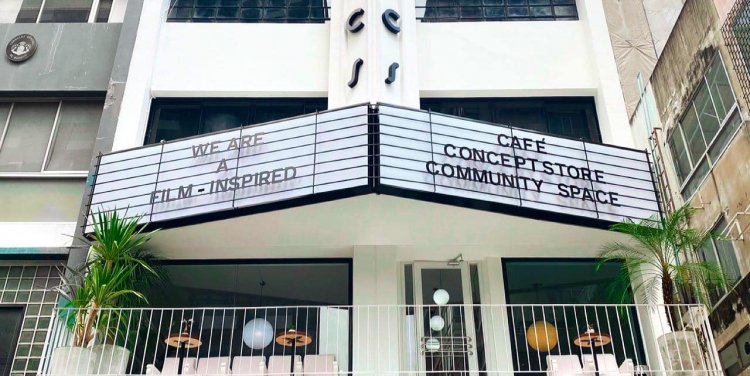 C C
S S
WE ARE
A
FILM-INSPIRED
CAFÉ
CONCEPT STORE
COMMUNITY SPACE